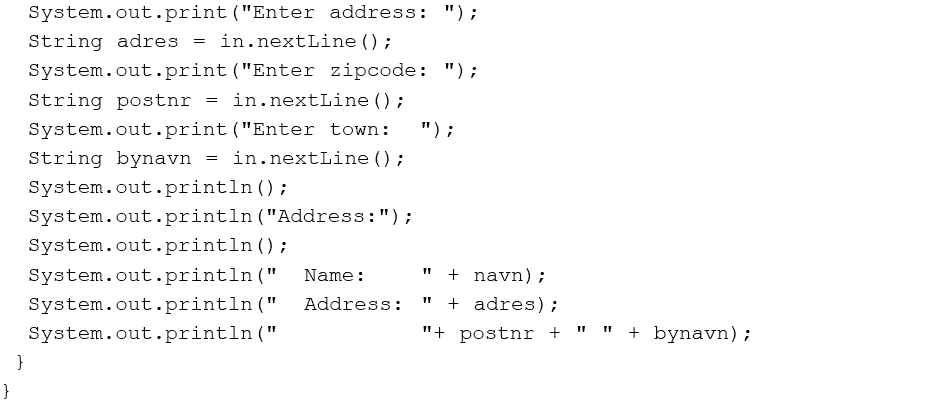 System.out.print("Enter address: ");
String adres = in.nextLine();
System.out.print("Enter zipcode: ");
String postnr = in.nextLine();
System.out.print("Enter town:  ");
String bynavn = in.nextLine();
System.out.println();
System.out.println("Address:");
System.out.println();
System.out.println("  Name:    " + navn);
System.out.println("  Address: " + adres);
System.out.println("           "+ postnr + " " + bynavn);
}
}